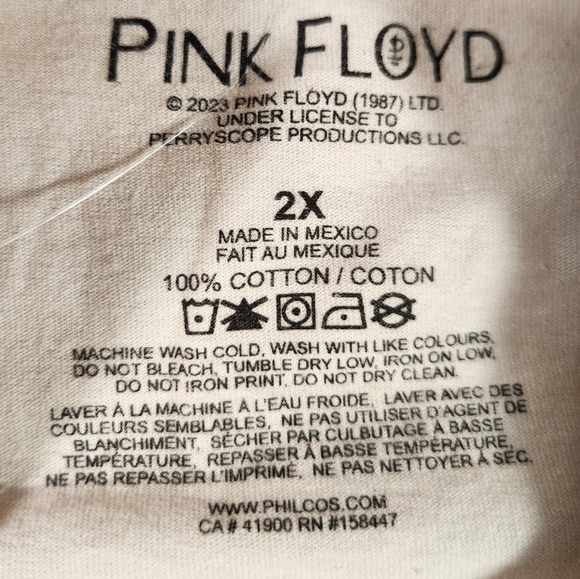 PINK FLOYD
© 2023 PINK FLOYD (1987) LTD.
UNDER LICENSE TO
PERRYSCOPE PRODUCTIONS LLC.
2X
MADE IN MEXICO
FAIT AU MEXIQUE
100% COTTON / COTON
MACHINE WASH COLD, WASH WITH LIKE COLOURS,
DO NOT BLEACH, TUMBLE DRY LOW, IRON ON LOW,
DO NOT IRON PRINT, DO NOT DRY CLEAN.
LAVER À LA MACHINE À L'EAU FROIDE, LAVER AVEC DES
COULEURS SEMBLABLES, NE PAS UTILISER D'AGENT DE
BLANCHIMENT, SÉCHER PAR CULBUTAGE À BASSE
TEMPÉRATURE, REPASSER À BASSE TEMPÉRATURE,
NE PAS REPASSER L'IMPRIMÉ, NE PAS NETTOYER À SEC.
WWW.PHILCOS.COM
CA # 41900 RN #158447